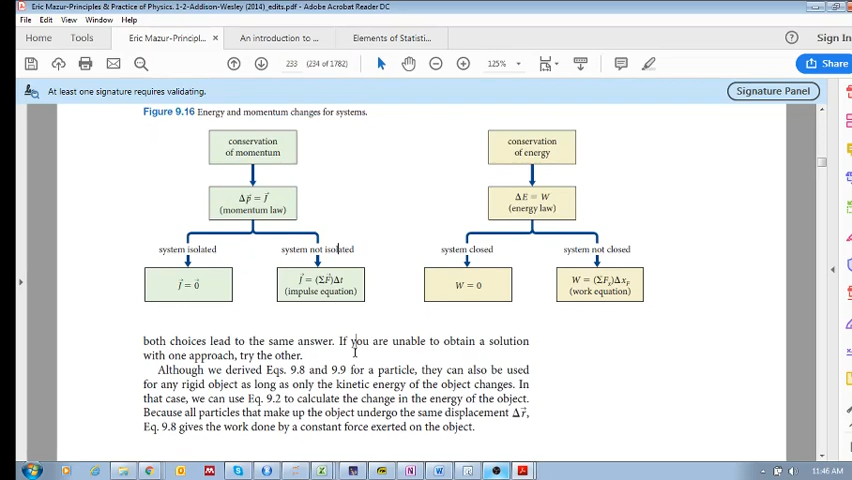 Eric Mazur-Principles & Practice of Physics. 1-2-Addison-Wesley (2014)_edits.pdf - Adobe Acrobat Reader DC
File Edit View Window Help
Home Tools Eric Mazur-Principl... × An introduction to ... Elements of Statisti... ? Sign In
233 (234 of 1782) 125% Share
At least one signature requires validating. Signature Panel
Figure 9.16 Energy and momentum changes for systems.
conservation of momentum
Δp⃗ = J⃗
(momentum law)
system isolated system not isolated
J⃗ = 0⃗
J⃗ = (ΣF⃗)Δt
(impulse equation)
conservation of energy
ΔE = W
(energy law)
system closed system not closed
W = 0
W = (ΣFₓ)Δx_F
(work equation)
both choices lead to the same answer. If you are unable to obtain a solution
with one approach, try the other.
Although we derived Eqs. 9.8 and 9.9 for a particle, they can also be used
for any rigid object as long as only the kinetic energy of the object changes. In
that case, we can use Eq. 9.2 to calculate the change in the energy of the object.
Because all particles that make up the object undergo the same displacement Δr⃗,
Eq. 9.8 gives the work done by a constant force exerted on the object.
11:46 AM